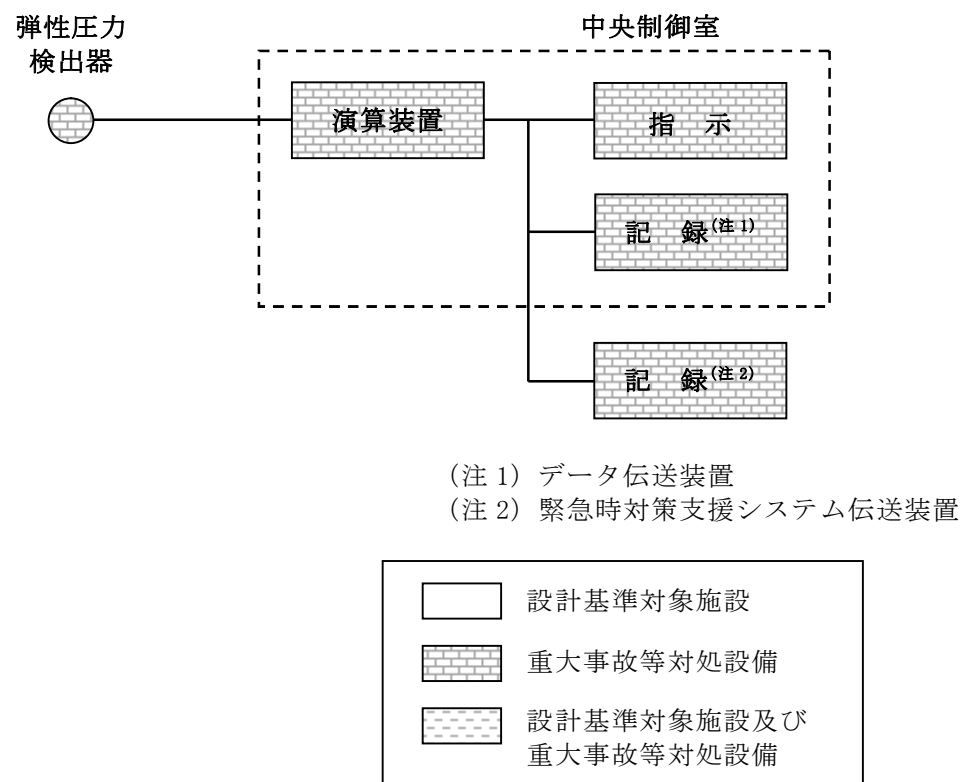 弾性圧力
検出器
中央制御室
演算装置
指 示
記 録(注1)
記 録(注2)
(注1) データ伝送装置
(注2) 緊急時対策支援システム伝送装置
設計基準対象施設
重大事故等対処設備
設計基準対象施設及び
重大事故等対処設備